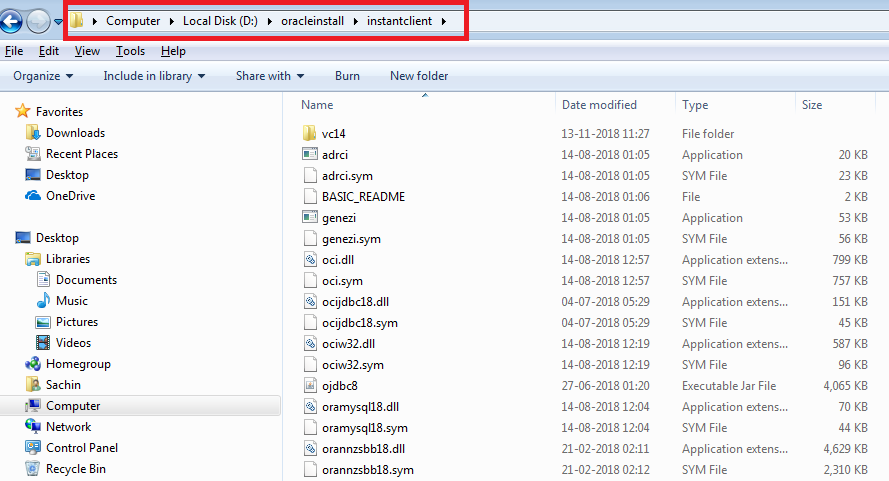 Computer Local Disk (D:) oracleinstall instantclient
File Edit View Tools Help
Organize Include in library Share with Burn New folder
Favorites
Downloads
Recent Places
Desktop
OneDrive
Desktop
Libraries
Documents
Music
Pictures
Videos
Homegroup
Sachin
Computer
Network
Control Panel
Recycle Bin
Name Date modified Type Size
vc14 13-11-2018 11:27 File folder
adrci 14-08-2018 01:05 Application 20 KB
adrci.sym 14-08-2018 01:05 SYM File 23 KB
BASIC_README 14-08-2018 01:06 File 2 KB
genezi 14-08-2018 01:05 Application 53 KB
genezi.sym 14-08-2018 01:05 SYM File 56 KB
oci.dll 14-08-2018 12:57 Application extens... 799 KB
oci.sym 14-08-2018 12:57 SYM File 757 KB
ocijdbc18.dll 04-07-2018 05:29 Application extens... 151 KB
ocijdbc18.sym 04-07-2018 05:29 SYM File 45 KB
ociw32.dll 14-08-2018 12:19 Application extens... 587 KB
ociw32.sym 14-08-2018 12:19 SYM File 96 KB
ojdbc8 27-06-2018 01:20 Executable Jar File 4,065 KB
oramysql18.dll 14-08-2018 12:04 Application extens... 70 KB
oramysql18.sym 14-08-2018 12:04 SYM File 44 KB
orannzsbb18.dll 21-02-2018 02:11 Application extens... 4,629 KB
orannzsbb18.sym 21-02-2018 02:12 SYM File 2,310 KB